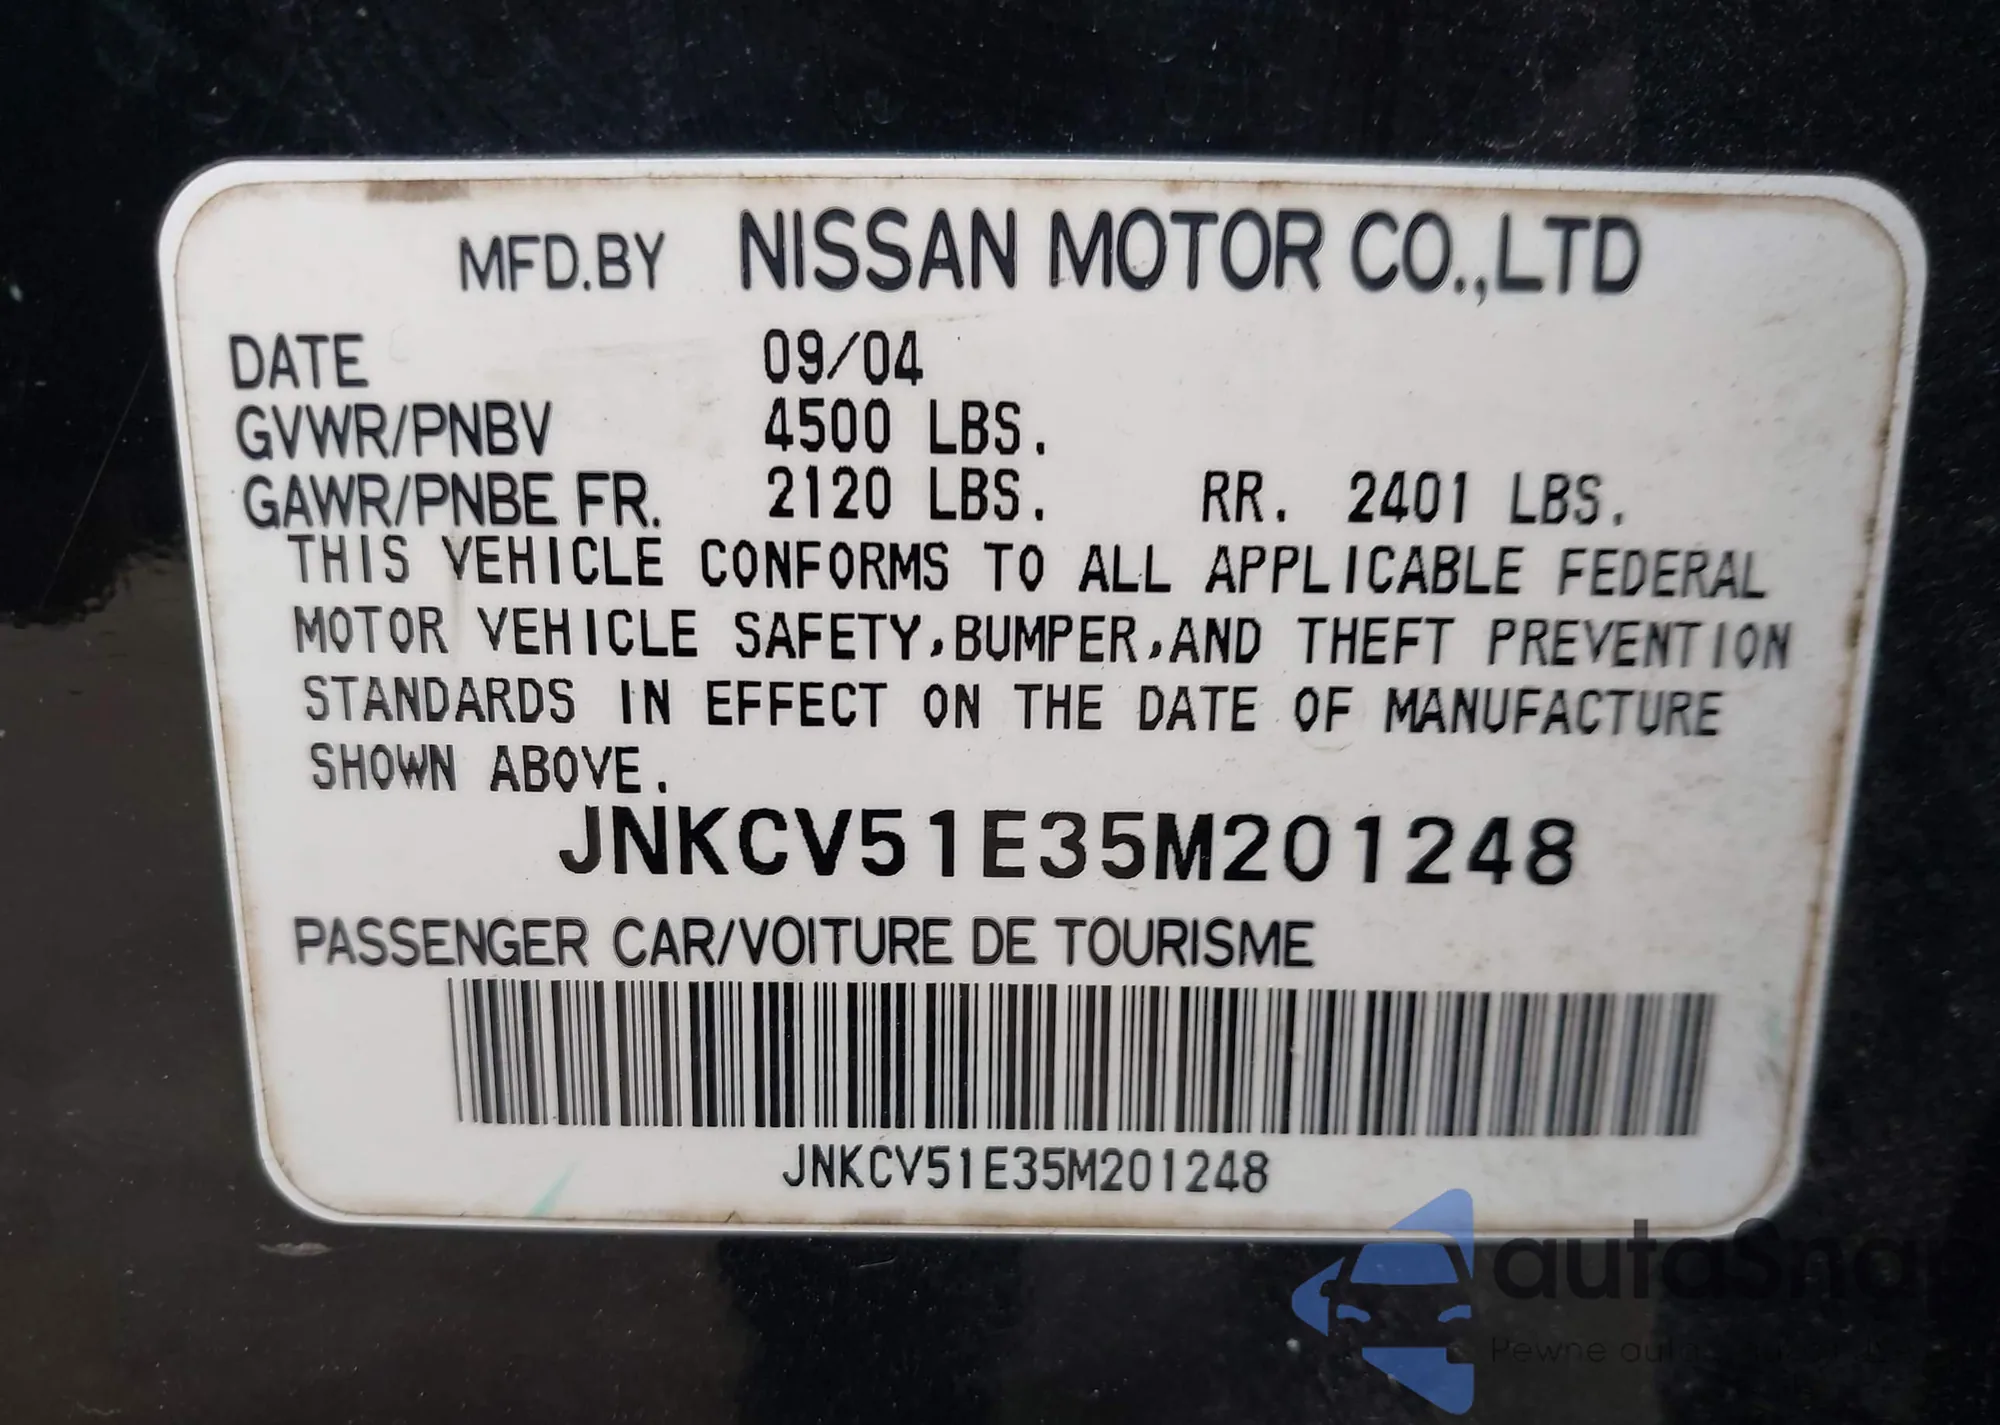 MFD.BY NISSAN MOTOR CO.,LTD
DATE 09/04
GVWR/PNBV 4500 LBS.
GAWR/PNBE FR. 2120 LBS. RR. 2401 LBS.
THIS VEHICLE CONFORMS TO ALL APPLICABLE FEDERAL
MOTOR VEHICLE SAFETY,BUMPER,AND THEFT PREVENTION
STANDARDS IN EFFECT ON THE DATE OF MANUFACTURE
SHOWN ABOVE.
JNKCV51E35M201248
PASSENGER CAR/VOITURE DE TOURISME
JNKCV51E35M201248
autaSna
Pewne